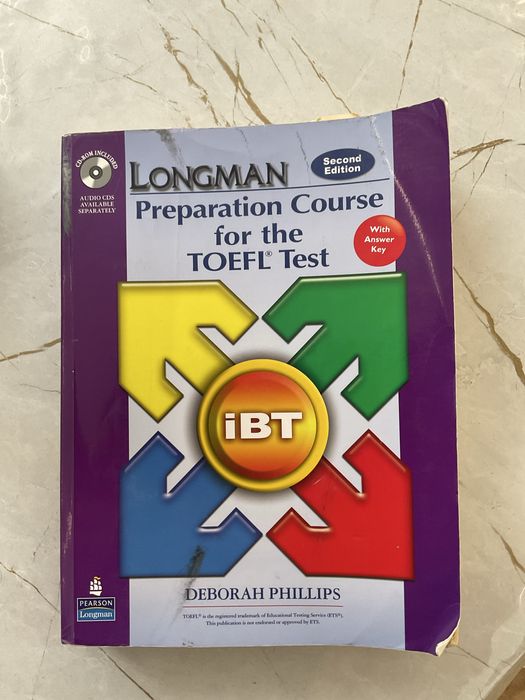 CD-ROM INCLUDED
AUDIO CDS
AVAILABLE
SEPARATELY
LONGMAN
Second
Edition
Preparation Course
for the
TOEFL® Test
With
Answer
Key
iBT
DEBORAH PHILLIPS
PEARSON
Longman
TOEFL® is the registered trademark of Educational Testing Service (ETS®).
This publication is not endorsed or approved by ETS.